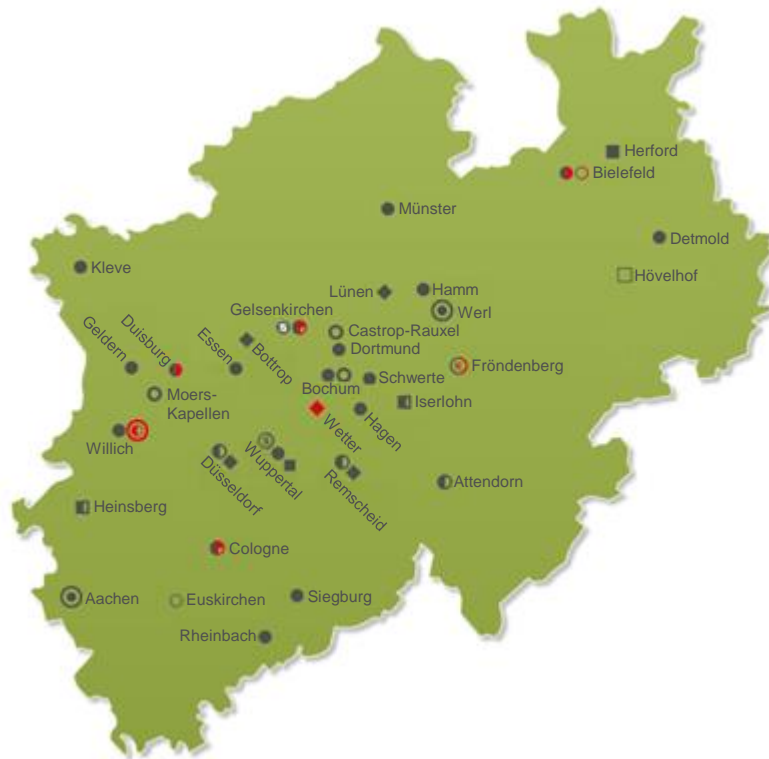 Herford
Bielefeld
Münster
Detmold
Kleve
Hövelhof
Lünen
Hamm
Gelsenkirchen
Werl
Castrop-Rauxel
Dortmund
Geldern
Duisburg
Essen
Bottrop
Fröndenberg
Bochum
Schwerte
Moers-
Kapellen
Iserlohn
Hagen
Wetter
Willich
Düsseldorf
Wuppertal
Remscheid
Attendorn
Heinsberg
Cologne
Aachen
Euskirchen
Siegburg
Rheinbach